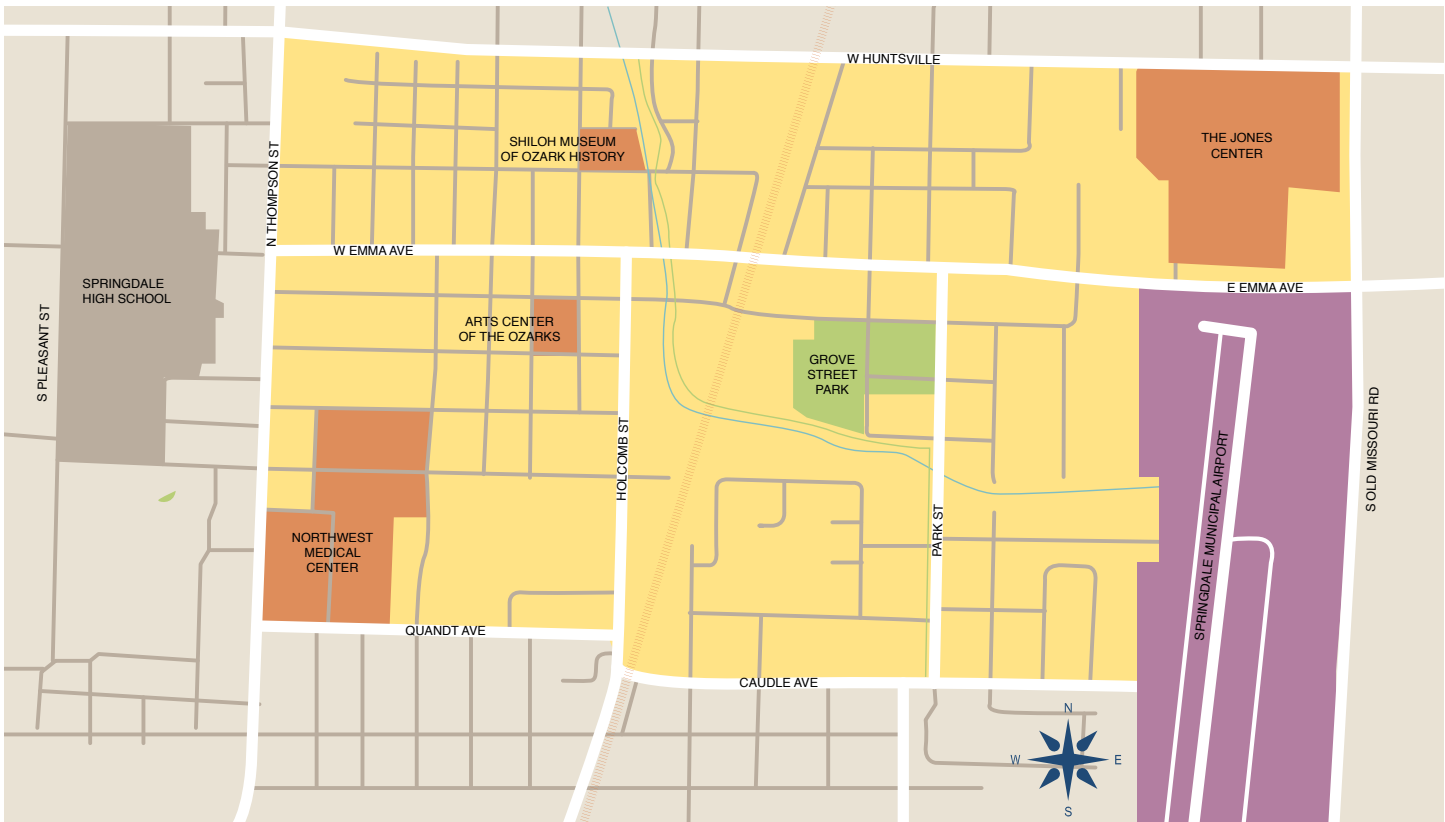 W HUNTSVILLE
THE JONES
CENTER
SHILOH MUSEUM
OF OZARK HISTORY
N THOMPSON ST
W EMMA AVE
SPRINGDALE
HIGH SCHOOL
E EMMA AVE
S PLEASANT ST
ARTS CENTER
OF THE OZARKS
GROVE
STREET
PARK
HOLCOMB ST
S OLD MISSOURI RD
SPRINGDALE MUNICIPAL AIRPORT
PARK ST
NORTHWEST
MEDICAL
CENTER
QUANDT AVE
CAUDLE AVE
N
W
E
S